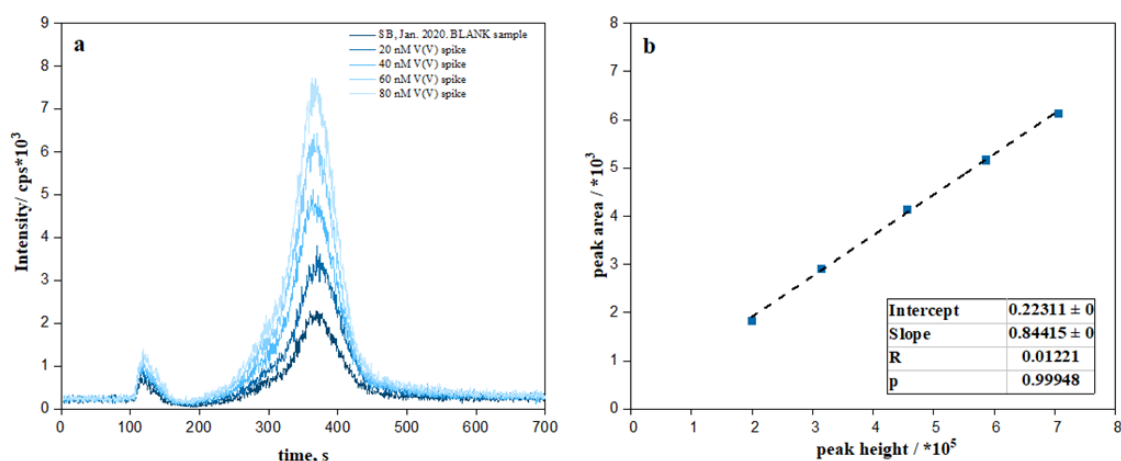 a
SB, Jan. 2020. BLANK sample
20 nM V(V) spike
40 nM V(V) spike
60 nM V(V) spike
80 nM V(V) spike
Intensity/ cps*10³
9
8
7
6
5
4
3
2
1
0
0 100 200 300 400 500 600 700
time, s
b
peak area / *10³
8
7
6
5
4
3
2
1
0
Intercept 0.22311 ± 0
Slope 0.84415 ± 0
R 0.01221
p 0.99948
0 1 2 3 4 5 6 7 8
peak height / *10⁵